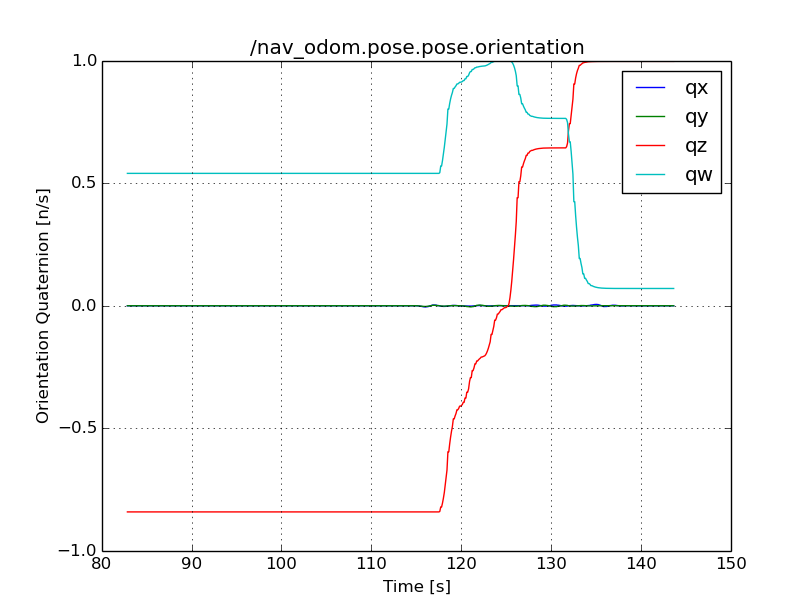 /nav_odom.pose.pose.orientation
1.0
0.5
0.0
−0.5
−1.0
Orientation Quaternion [n/s]
qx
qy
qz
qw
80 90 100 110 120 130 140 150
Time [s]